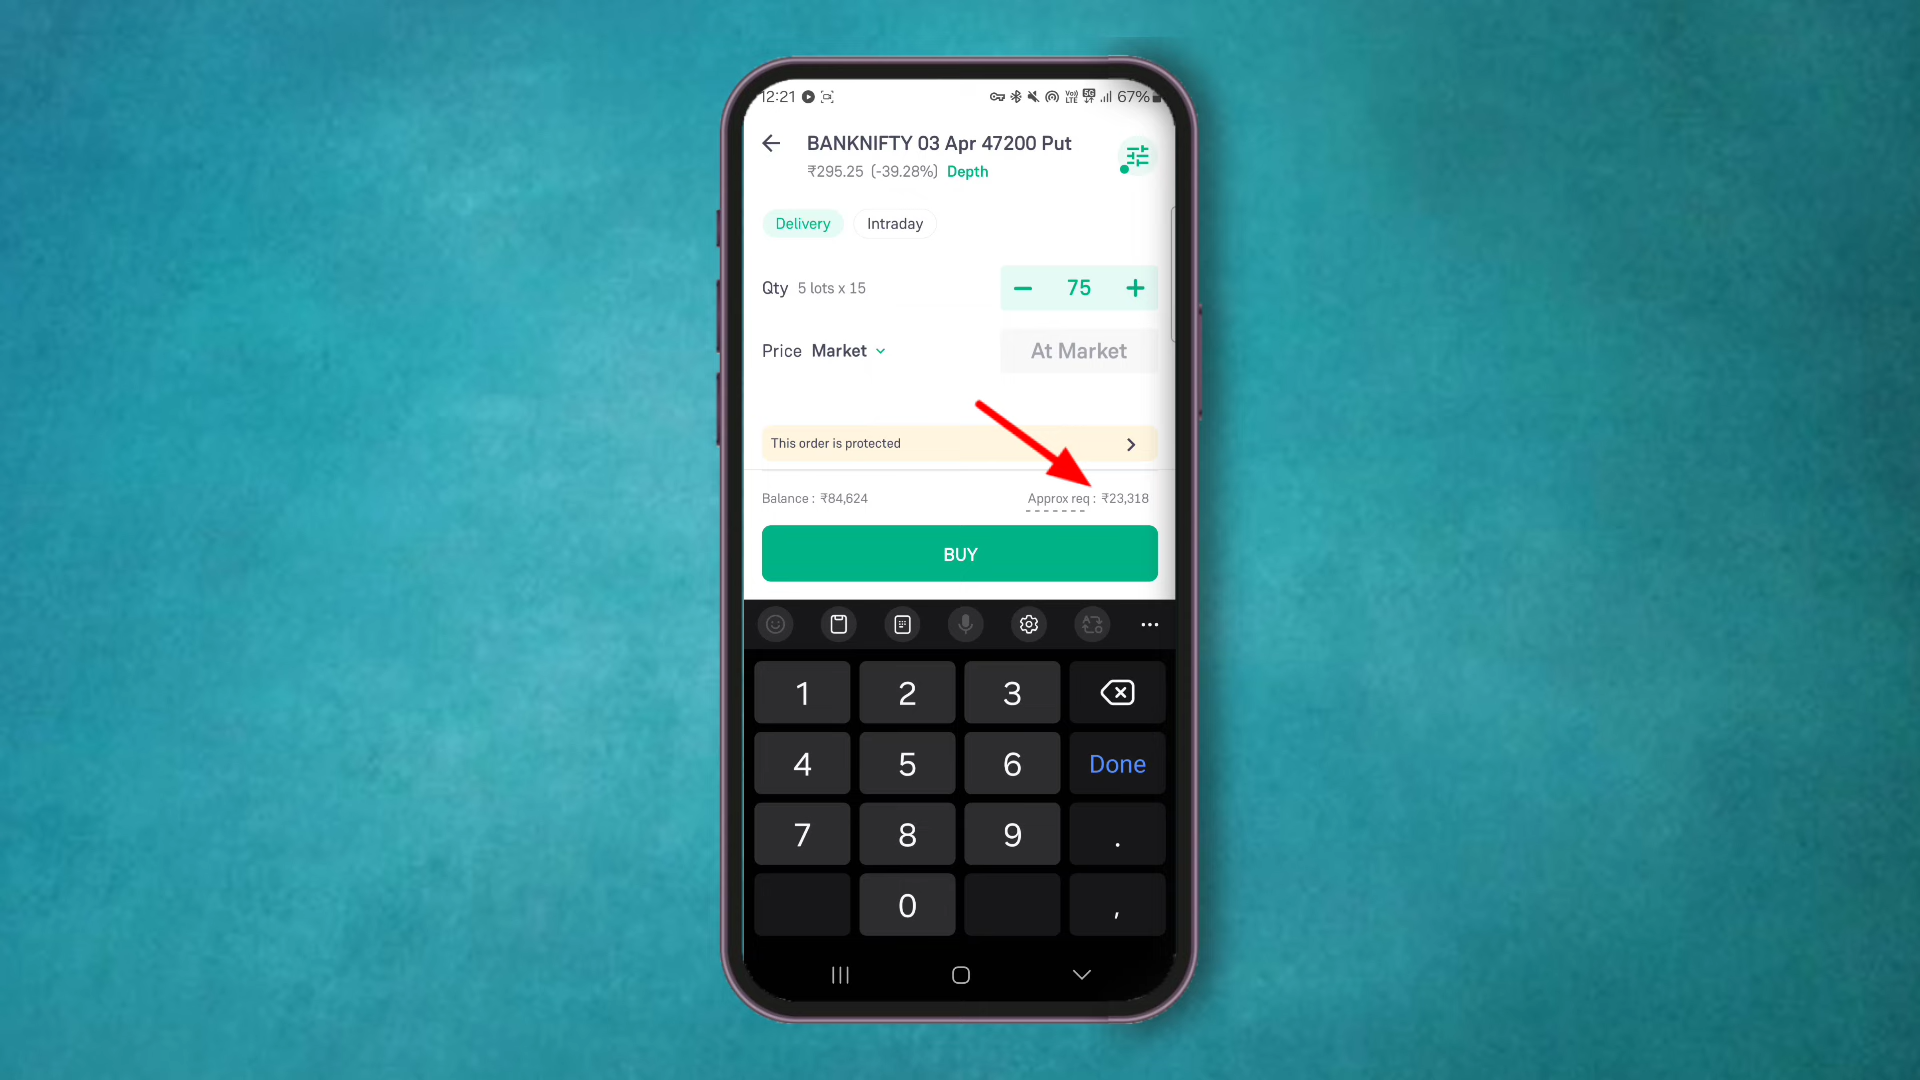 12:21 67%
BANKNIFTY 03 Apr 47200 Put
₹295.25 (-39.28%) Depth
Delivery Intraday
Qty 5 lots x 15 75
Price Market At Market
This order is protected
Balance : ₹84,624 Approx req : ₹23,318
BUY
1 2 3
4 5 6 Done
7 8 9 .
0 ,